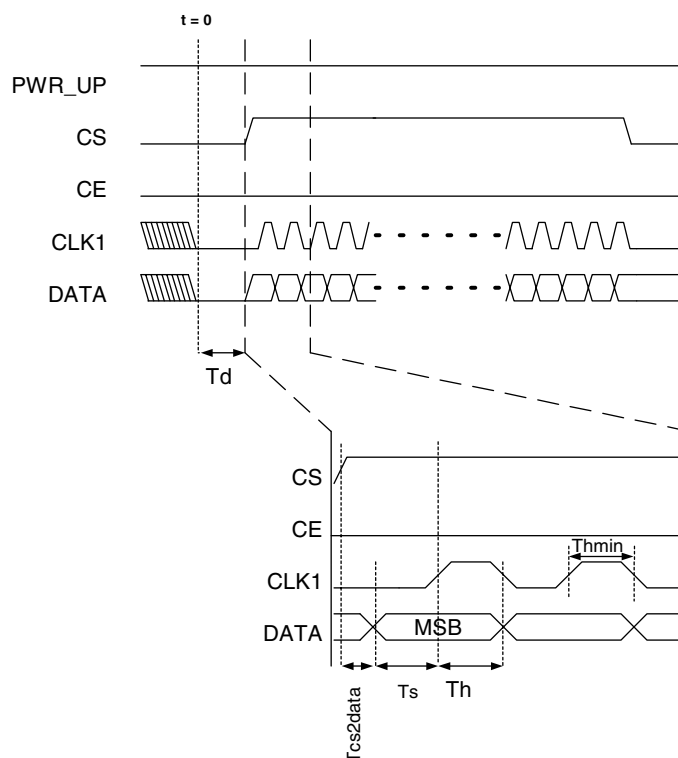 t = 0
PWR_UP
CS
CE
CLK1
DATA
Td
CS
CE
Thmin
CLK1
DATA
MSB
Ts
Th
Tcs2data